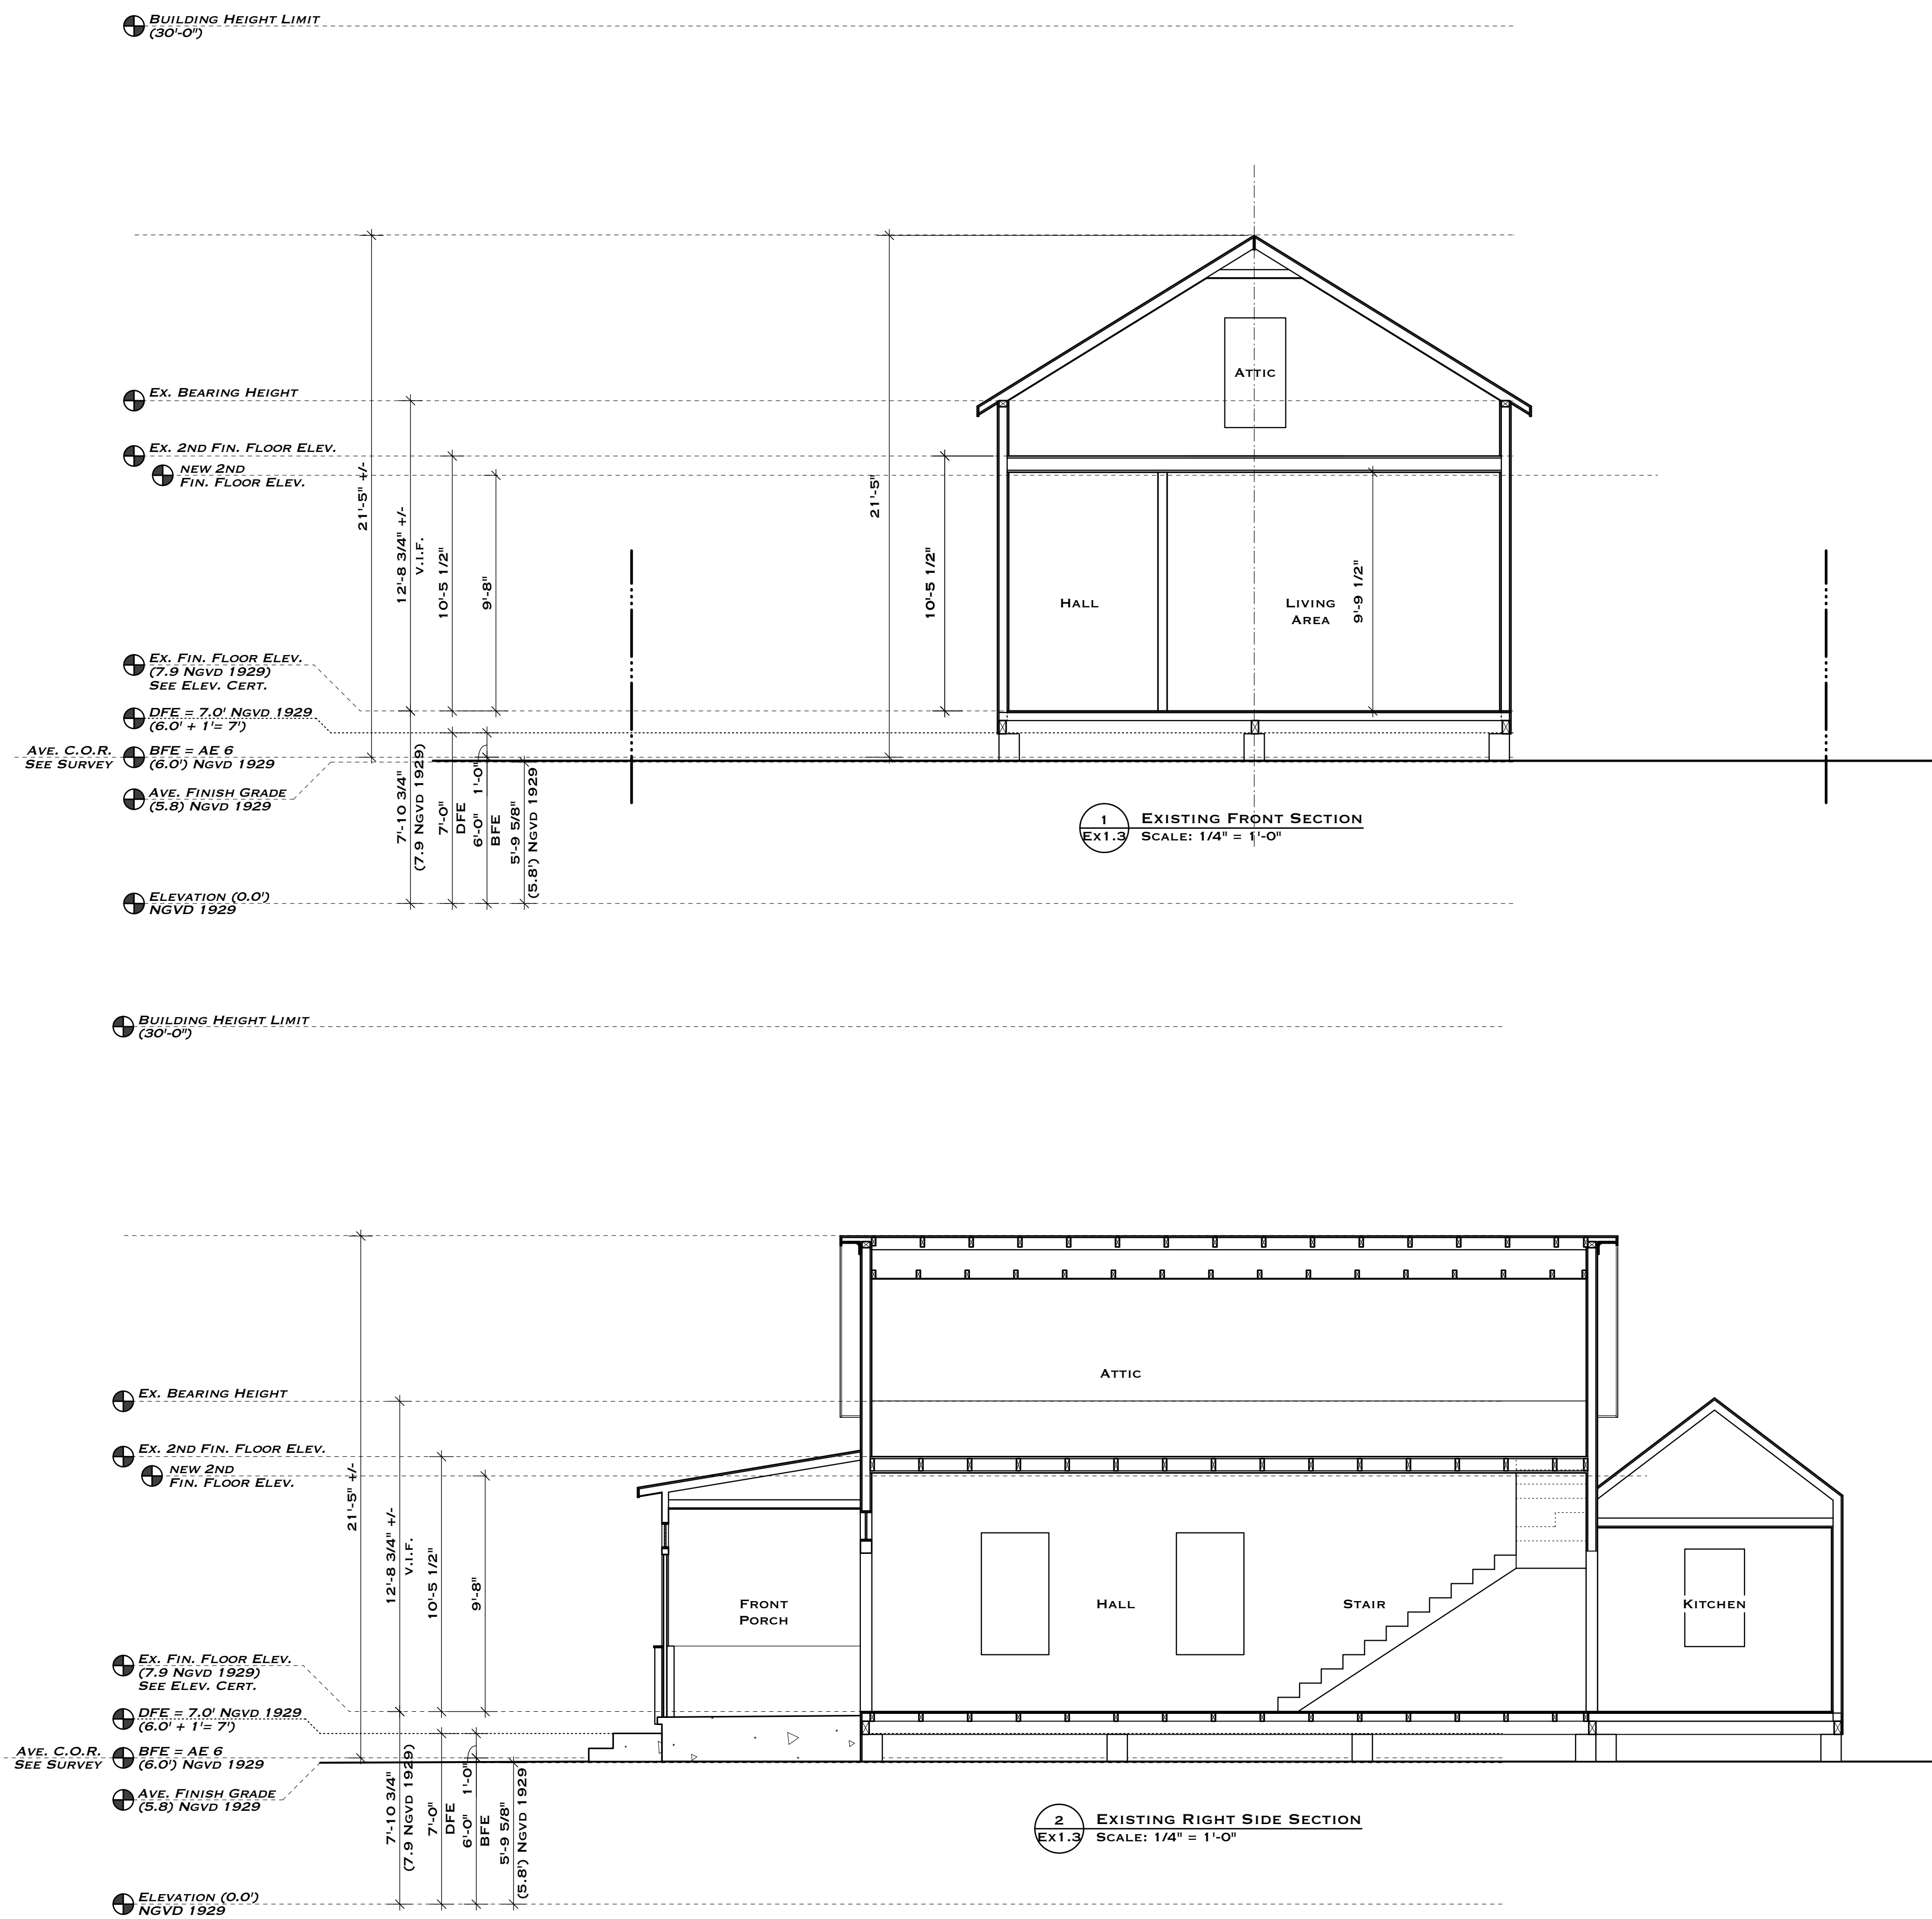 BUILDING HEIGHT LIMIT
(30'-0")
EX. BEARING HEIGHT
EX. 2ND FIN. FLOOR ELEV.
NEW 2ND
FIN. FLOOR ELEV.
21'-5" +/-
12'-8 3/4" +/-
V.I.F.
10'-5 1/2"
9'-8"
21'-5"
10'-5 1/2"
ATTIC
HALL
LIVING
AREA
9'-9 1/2"
EX. FIN. FLOOR ELEV.
(7.9 NGVD 1929)
SEE ELEV. CERT.
DFE = 7.0' NGVD 1929
(6.0' + 1'= 7')
AVE. C.O.R.
SEE SURVEY
BFE = AE 6
(6.0') NGVD 1929
AVE. FINISH GRADE
(5.8) NGVD 1929
7'-10 3/4"
(7.9 NGVD 1929)
7'-0"
DFE
6'-0"
1'-0"
BFE
5'-9 5/8"
(5.8') NGVD 1929
1
EX1.3
EXISTING FRONT SECTION
SCALE: 1/4" = 1'-0"
ELEVATION (0.0')
NGVD 1929
BUILDING HEIGHT LIMIT
(30'-0")
EX. BEARING HEIGHT
EX. 2ND FIN. FLOOR ELEV.
NEW 2ND
FIN. FLOOR ELEV.
21'-5" +/-
12'-8 3/4" +/-
V.I.F.
10'-5 1/2"
9'-8"
ATTIC
FRONT
PORCH
HALL
STAIR
KITCHEN
EX. FIN. FLOOR ELEV.
(7.9 NGVD 1929)
SEE ELEV. CERT.
DFE = 7.0' NGVD 1929
(6.0' + 1'= 7')
AVE. C.O.R.
SEE SURVEY
BFE = AE 6
(6.0') NGVD 1929
AVE. FINISH GRADE
(5.8) NGVD 1929
7'-10 3/4"
(7.9 NGVD 1929)
7'-0"
DFE
6'-0"
1'-0"
BFE
5'-9 5/8"
(5.8') NGVD 1929
2
EX1.3
EXISTING RIGHT SIDE SECTION
SCALE: 1/4" = 1'-0"
ELEVATION (0.0')
NGVD 1929